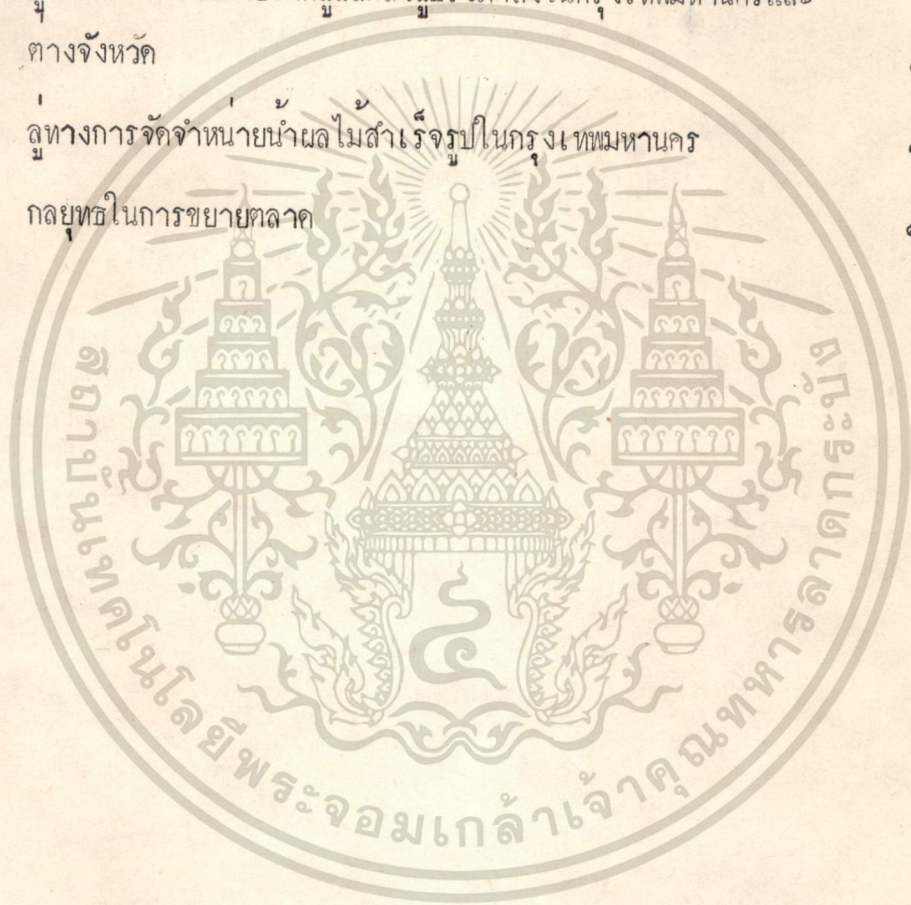 ต่างจังหวัด
ลู่ทางการจัดจำหน่ายน้ำผลไม้สำเร็จรูปในกรุงเทพมหานคร
กลยุทธในการขยายตลาด
สถาบันเทคโนโลยีพระจอมเกล้าเจ้าคุณทหารลาดกระบัง
๔